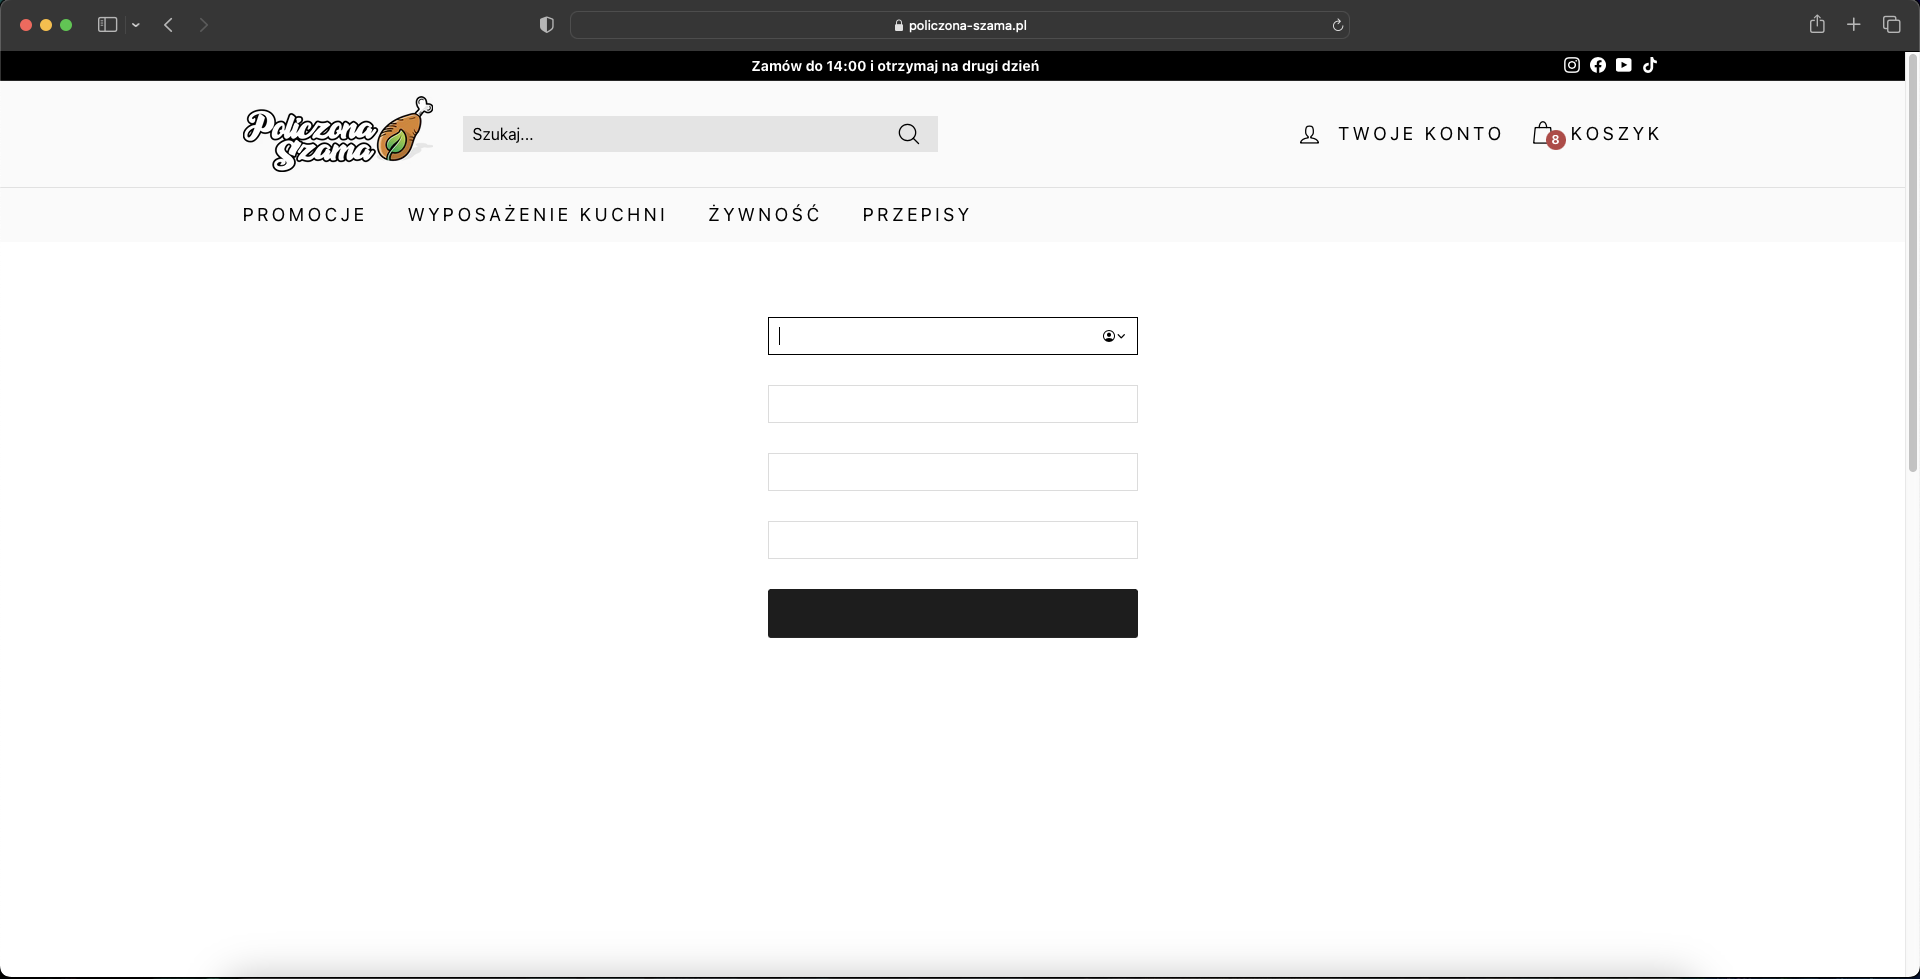 policzona-szama.pl
Zamów do 14:00 i otrzymaj na drugi dzień
Policzona
Szama
Szukaj...
TWOJE KONTO
8
KOSZYK
PROMOCJE
WYPOSAŻENIE KUCHNI
ŻYWNOŚĆ
PRZEPISY